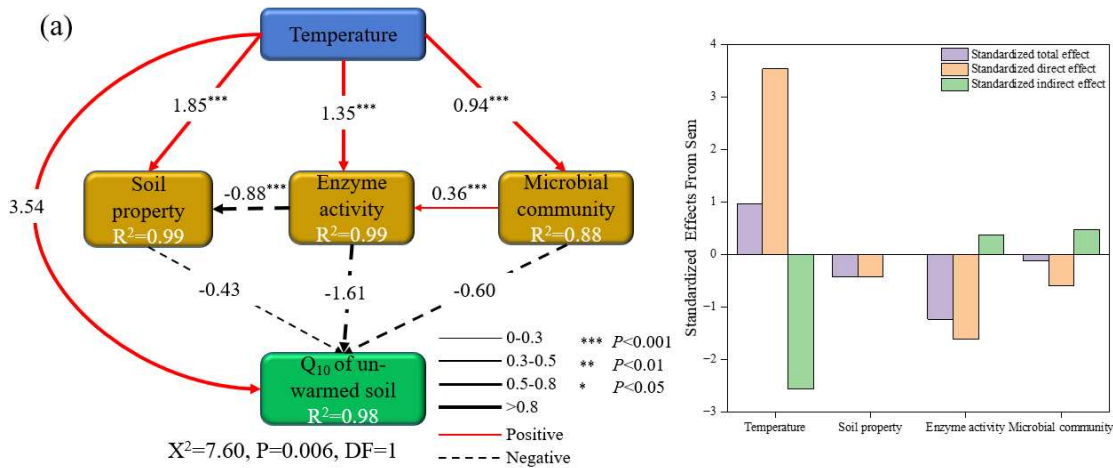 (a)
Temperature
1.85***
1.35***
0.94***
3.54
Soil
property
R²=0.99
-0.88***
Enzyme
activity
R²=0.99
0.36***
Microbial
community
R²=0.88
-0.43
-1.61
-0.60
Q₁₀ of un-
warmed soil
R²=0.98
0-0.3
0.3-0.5
0.5-0.8
>0.8
Positive
Negative
*** P<0.001
** P<0.01
* P<0.05
X²=7.60, P=0.006, DF=1
Standardized Effects From Sem
4
3
2
1
0
−1
−2
−3
Standardized total effect
Standardized direct effect
Standardized indirect effect
Temperature
Soil property
Enzyme activity
Microbial community